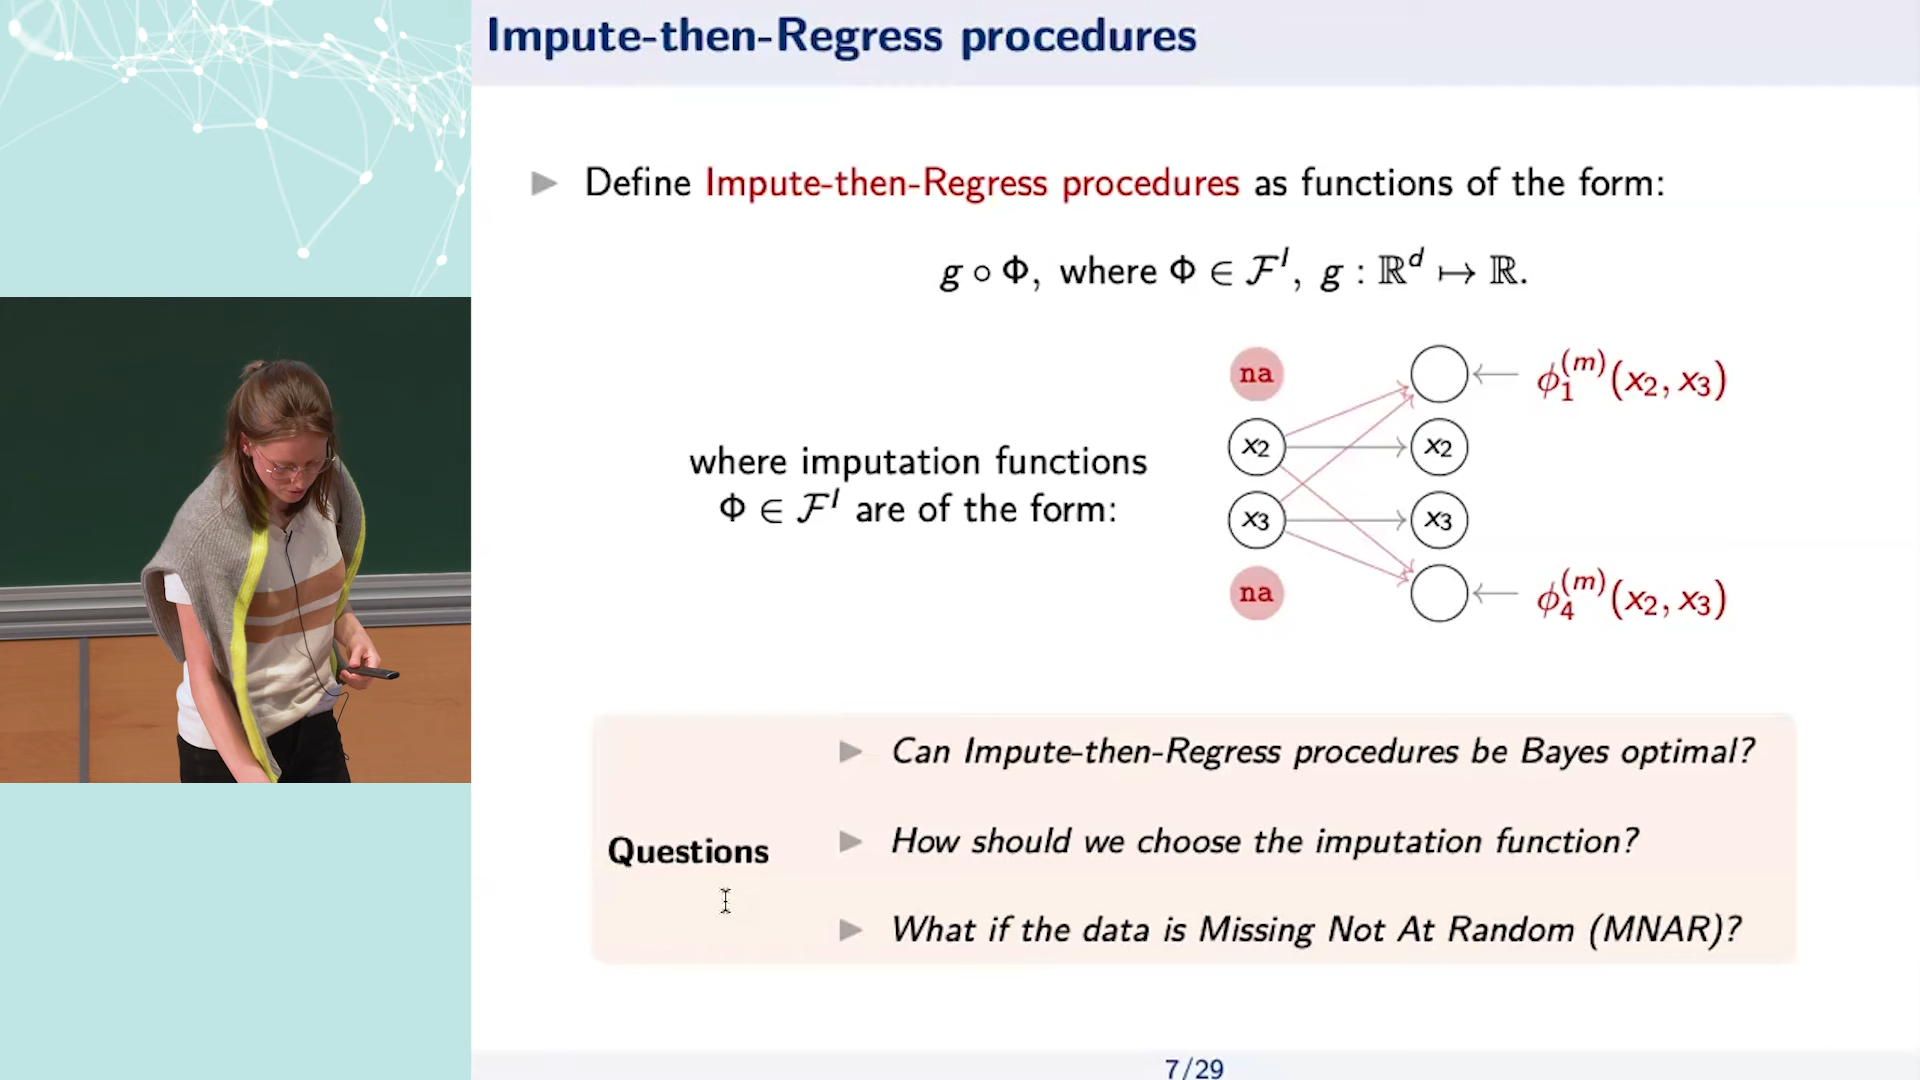 Impute-then-Regress procedures
▶ Define Impute-then-Regress procedures as functions of the form:
g ∘ Φ, where Φ ∈ 𝓕ᴵ, g : ℝᵈ ↦ ℝ.
where imputation functions
Φ ∈ 𝓕ᴵ are of the form:
na
x₂
x₃
na
x₂
x₃
← ϕ₁⁽ᵐ⁾(x₂, x₃)
← ϕ₄⁽ᵐ⁾(x₂, x₃)
Questions
▶ Can Impute-then-Regress procedures be Bayes optimal?
▶ How should we choose the imputation function?
▶ What if the data is Missing Not At Random (MNAR)?
7/29